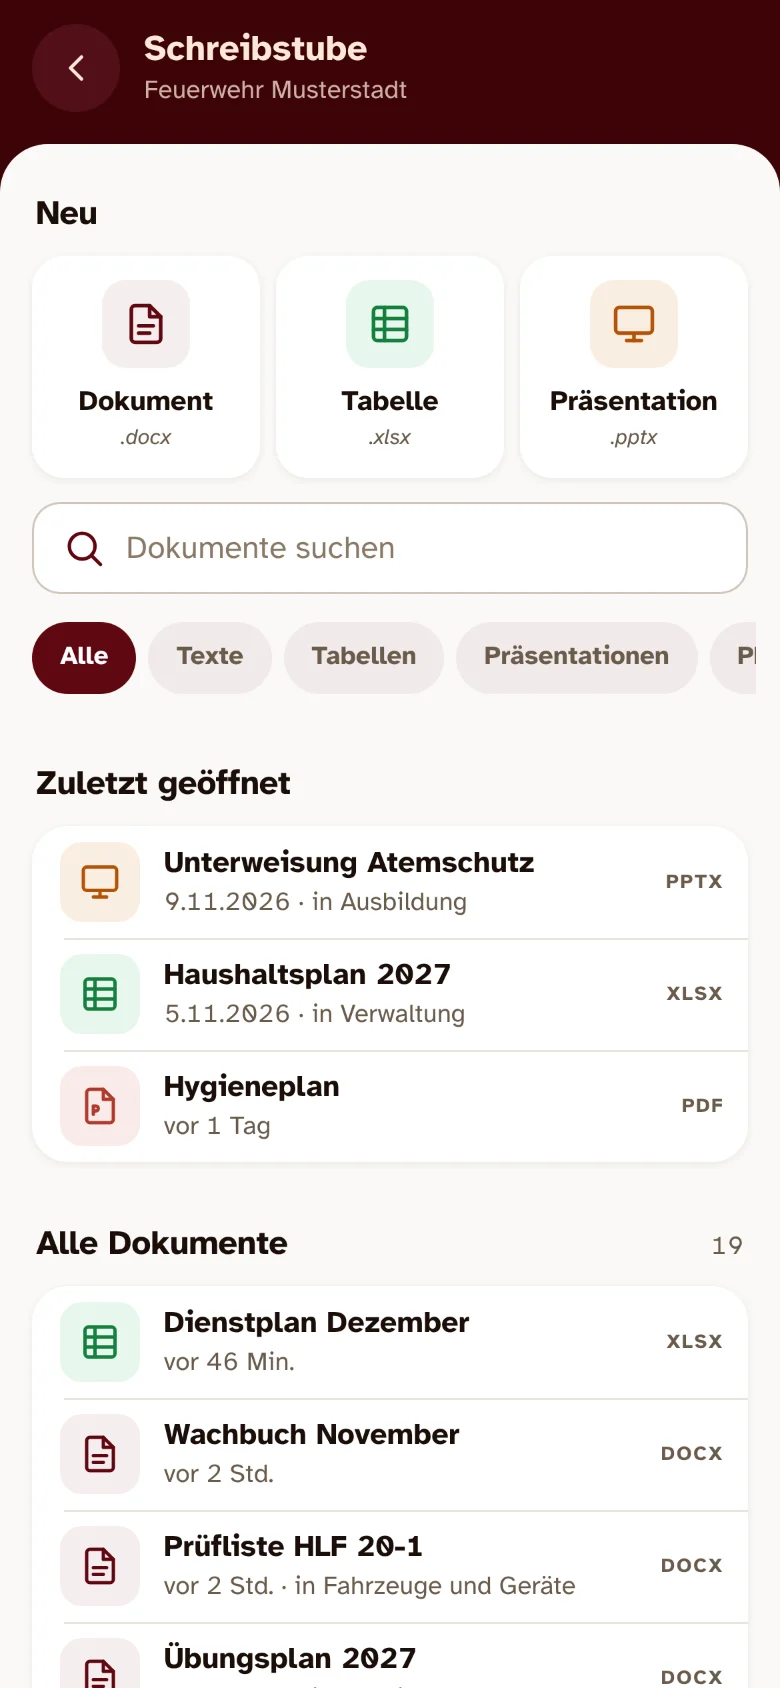 Schreibstube
Feuerwehr Musterstadt
Neu
Dokument
.docx
Tabelle
.xlsx
Präsentation
.pptx
Dokumente suchen
Alle
Texte
Tabellen
Präsentationen
Zuletzt geöffnet
Unterweisung Atemschutz
9.11.2026 · in Ausbildung
PPTX
Haushaltsplan 2027
5.11.2026 · in Verwaltung
XLSX
Hygieneplan
vor 1 Tag
PDF
Alle Dokumente
19
Dienstplan Dezember
vor 46 Min.
XLSX
Wachbuch November
vor 2 Std.
DOCX
Prüfliste HLF 20-1
vor 2 Std. · in Fahrzeuge und Geräte
DOCX
Übungsplan 2027
DOCX